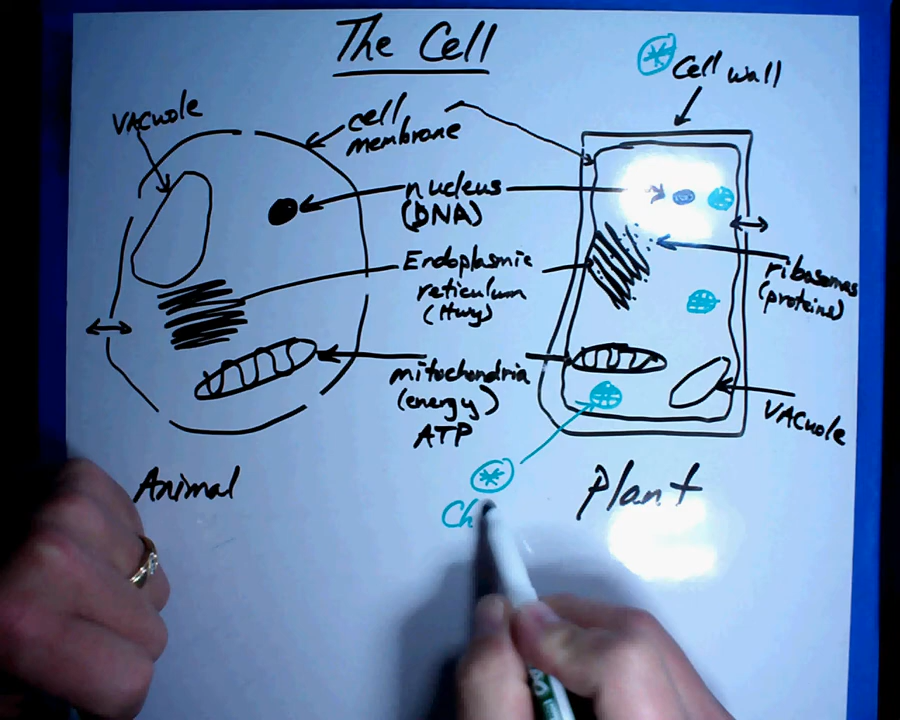 The Cell
Cell wall
VACuole
cell
membrane
nucleus
(DNA)
Endoplasmic
reticulum
(Hwy)
ribosomes
(proteins)
mitochondria
(energy)
ATP
VACuole
Animal
Plant
Ch